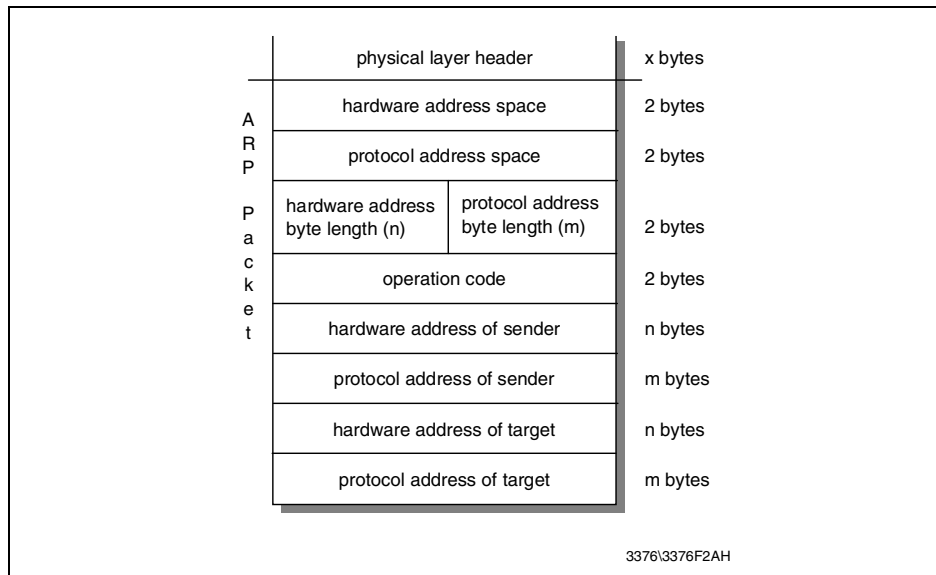 physical layer header x bytes
hardware address space 2 bytes
protocol address space 2 bytes
hardware address
byte length (n)
protocol address
byte length (m)
2 bytes
operation code 2 bytes
hardware address of sender n bytes
protocol address of sender m bytes
hardware address of target n bytes
protocol address of target m bytes
ARP Packet
3376\3376F2AH